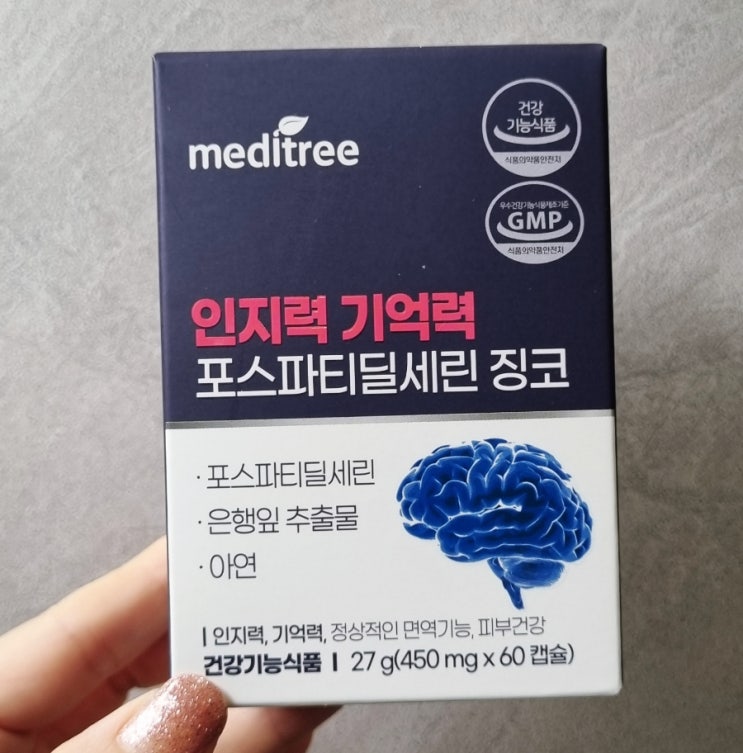 meditree
건강
기능식품
식품의약품안전처
우수건강기능식품제조기준
GMP
식품의약품안전처
인지력 기억력
포스파티딜세린 징코
· 포스파티딜세린
· 은행잎 추출물
· 아연
| 인지력, 기억력, 정상적인 면역기능, 피부건강
건강기능식품 | 27 g(450 mg x 60 캡슐)